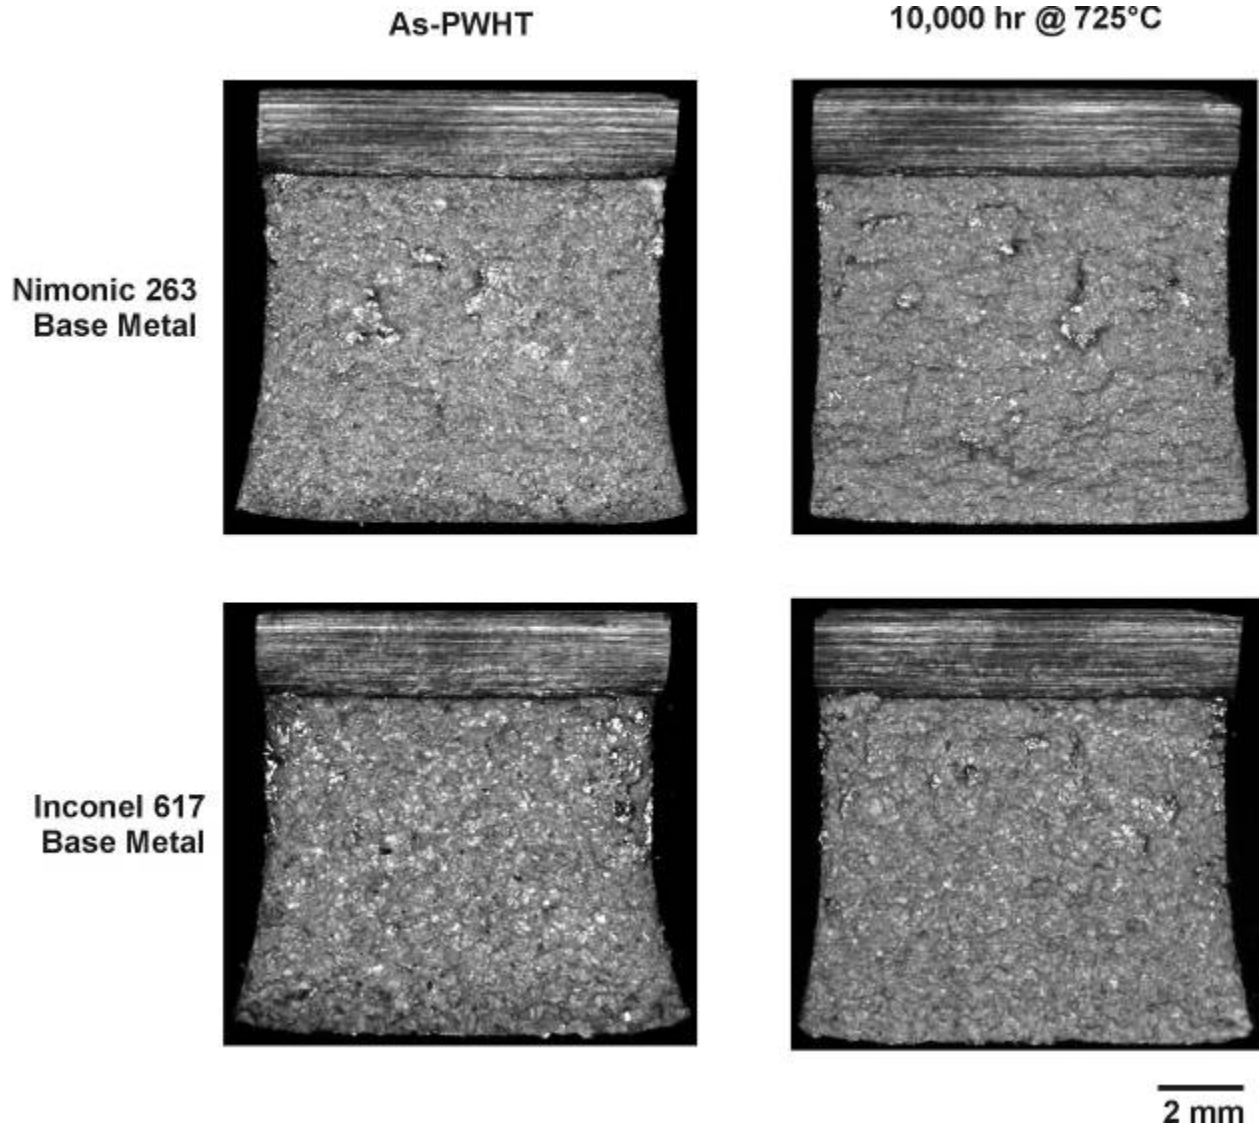 As-PWHT
10,000 hr @ 725°C
Nimonic 263
Base Metal
Inconel 617
Base Metal
2 mm